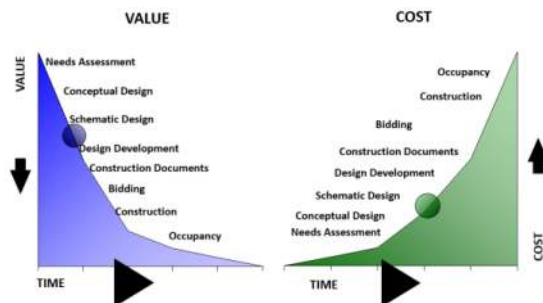 VALUE
VALUE
Needs Assessment
Conceptual Design
Schematic Design
Design Development
Construction Documents
Bidding
Construction
Occupancy
TIME
COST
Occupancy
Construction
Bidding
Construction Documents
Design Development
Schematic Design
Conceptual Design
Needs Assessment
TIME
COST